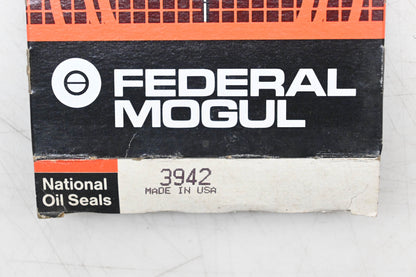 FEDERAL
MOGUL
National
Oil Seals
3942
MADE IN USA